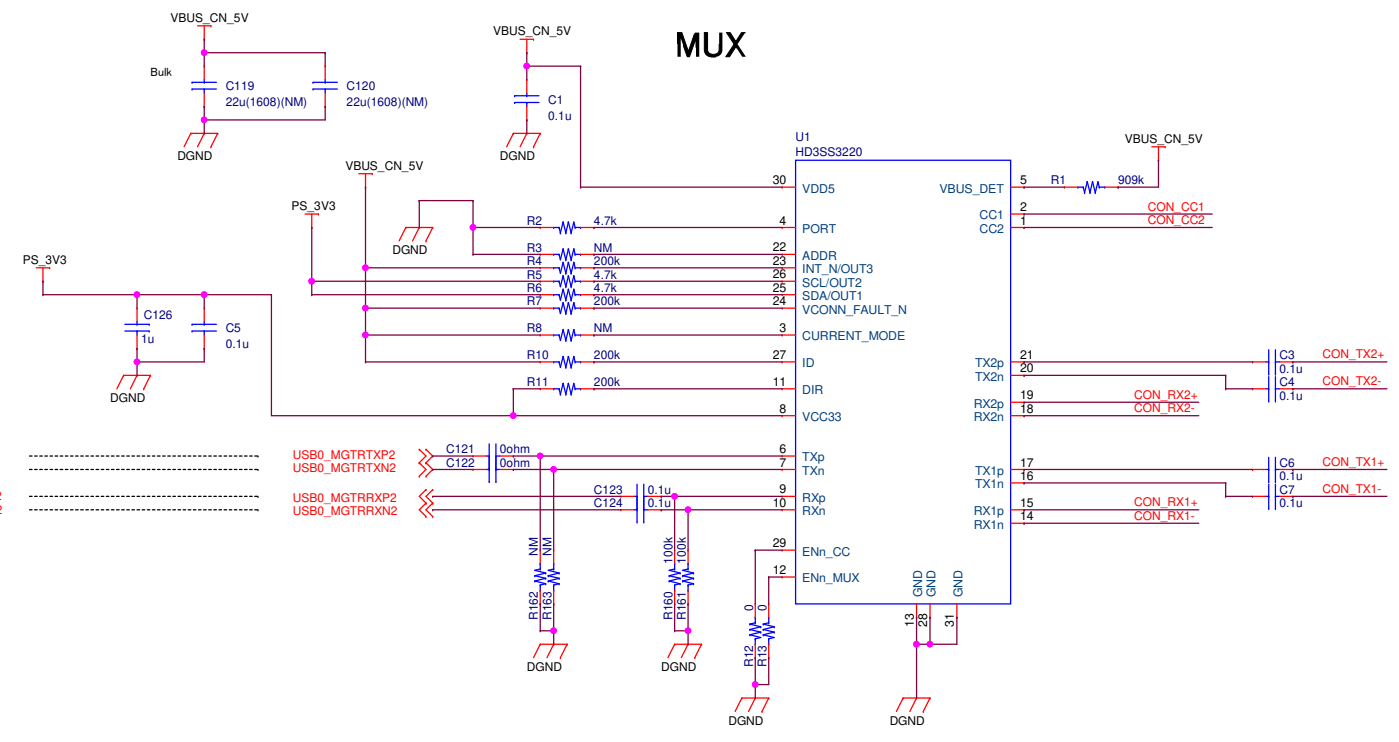 MUX
VBUS_CN_5V
Bulk
C119
22u(1608)(NM)
C120
22u(1608)(NM)
DGND
VBUS_CN_5V
C1
0.1u
DGND
VBUS_CN_5V
PS_3V3
DGND
PS_3V3
C126
1u
C5
0.1u
DGND
R2 4.7k
R3 NM
R4 200k
R5 4.7k
R6 4.7k
R7 200k
R8 NM
R10 200k
R11 200k
U1
HD3SS3220
30 VDD5
4 PORT
22 ADDR
23 INT_N/OUT3
26 SCL/OUT2
25 SDA/OUT1
24 VCONN_FAULT_N
3 CURRENT_MODE
27 ID
11 DIR
8 VCC33
6 TXp
7 TXn
9 RXp
10 RXn
29 ENn_CC
12 ENn_MUX
VBUS_DET 5
CC1 2
CC2 1
TX2p 21
TX2n 20
RX2p 19
RX2n 18
TX1p 17
TX1n 16
RX1p 15
RX1n 14
GND 13
GND 28
GND 31
VBUS_CN_5V
R1 909k
CON_CC1
CON_CC2
C3 CON_TX2+
0.1u
C4 CON_TX2-
0.1u
CON_RX2+
CON_RX2-
C6 CON_TX1+
0.1u
C7 CON_TX1-
0.1u
CON_RX1+
CON_RX1-
USB0_MGTRTXP2 C121 0ohm
USB0_MGTRTXN2 C122 0ohm
USB0_MGTRRXP2 C123 0.1u
USB0_MGTRRXN2 C124 0.1u
R162 NM
R163 NM
DGND
R160 100k
R161 100k
DGND
R12 0
R13 0
DGND
DGND